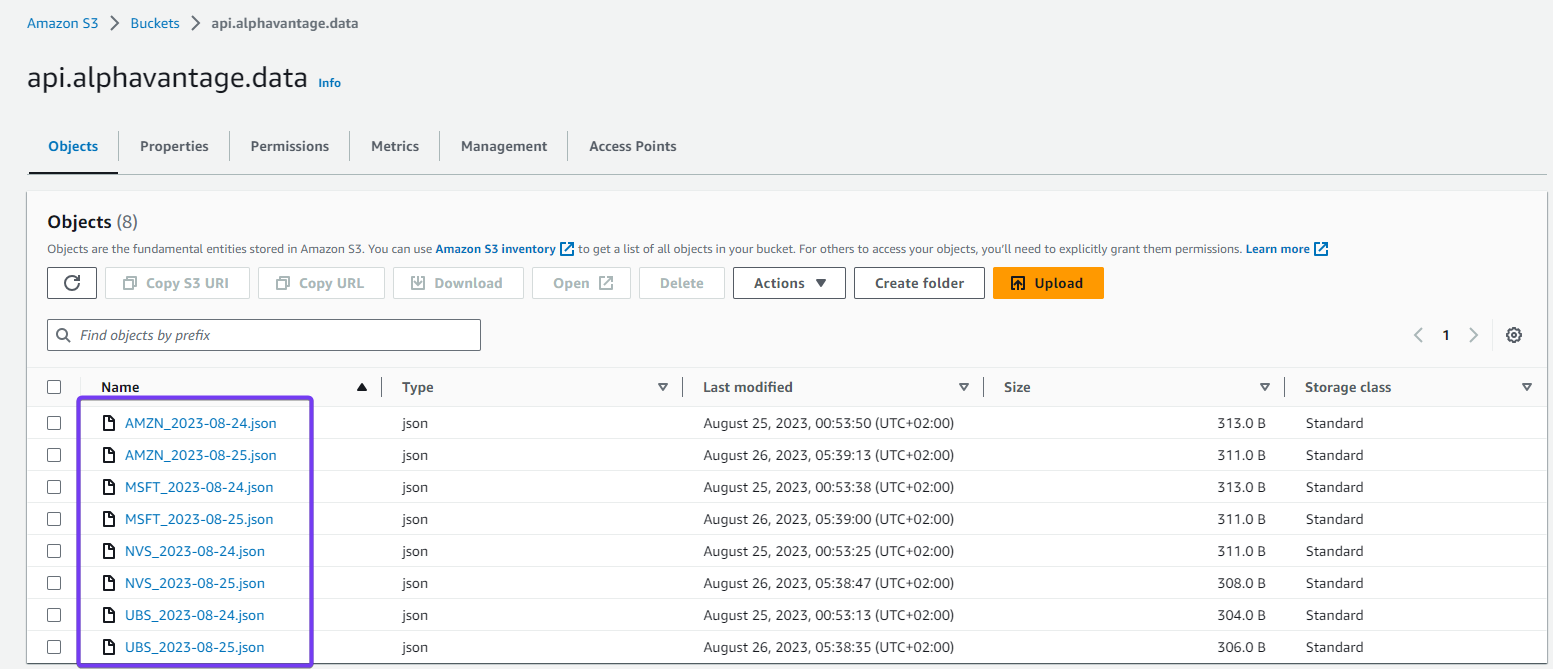 Amazon S3 > Buckets > api.alphavantage.data
api.alphavantage.data Info
Objects Properties Permissions Metrics Management Access Points
Objects (8)
Objects are the fundamental entities stored in Amazon S3. You can use Amazon S3 inventory to get a list of all objects in your bucket. For others to access your objects, you'll need to explicitly grant them permissions. Learn more
Copy S3 URI Copy URL Download Open Delete Actions Create folder Upload
Find objects by prefix 1
Name Type Last modified Size Storage class
AMZN_2023-08-24.json json August 25, 2023, 00:53:50 (UTC+02:00) 313.0 B Standard
AMZN_2023-08-25.json json August 26, 2023, 05:39:13 (UTC+02:00) 311.0 B Standard
MSFT_2023-08-24.json json August 25, 2023, 00:53:38 (UTC+02:00) 313.0 B Standard
MSFT_2023-08-25.json json August 26, 2023, 05:39:00 (UTC+02:00) 311.0 B Standard
NVS_2023-08-24.json json August 25, 2023, 00:53:25 (UTC+02:00) 311.0 B Standard
NVS_2023-08-25.json json August 26, 2023, 05:38:47 (UTC+02:00) 308.0 B Standard
UBS_2023-08-24.json json August 25, 2023, 00:53:13 (UTC+02:00) 304.0 B Standard
UBS_2023-08-25.json json August 26, 2023, 05:38:35 (UTC+02:00) 306.0 B Standard